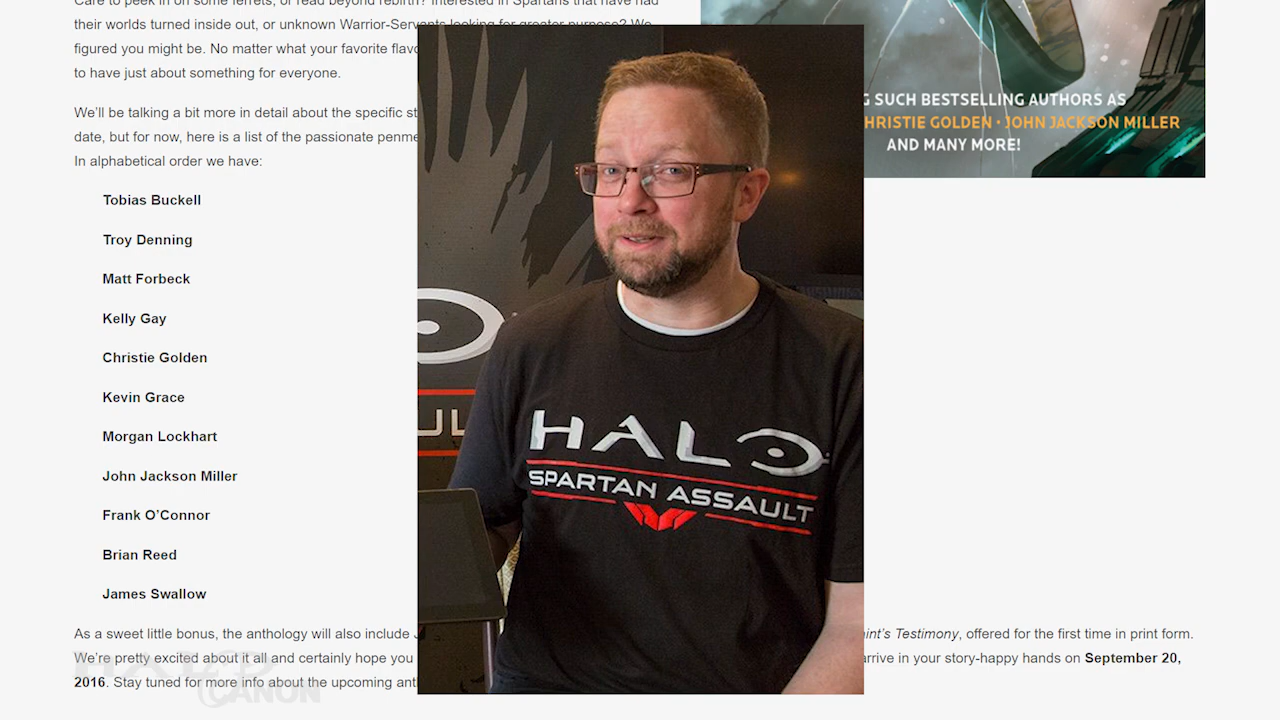 Care to peek in on some ferrets, or read beyond rebirth? Interested in Spartans that have had
their worlds turned inside out, or unknown Warrior-Servants looking for greater purpose? We
figured you might be. No matter what your favorite flavo
to have just about something for everyone.
We'll be talking a bit more in detail about the specific st
date, but for now, here is a list of the passionate penme
In alphabetical order we have:
Tobias Buckell
Troy Denning
Matt Forbeck
Kelly Gay
Christie Golden
Kevin Grace
Morgan Lockhart
John Jackson Miller
Frank O'Connor
Brian Reed
James Swallow
As a sweet little bonus, the anthology will also include
int's Testimony, offered for the first time in print form.
We're pretty excited about it all and certainly hope you
arrive in your story-happy hands on September 20,
2016. Stay tuned for more info about the upcoming ant
G SUCH BESTSELLING AUTHORS AS
HRISTIE GOLDEN • JOHN JACKSON MILLER
AND MANY MORE!
UL
HALO
SPARTAN ASSAULT
HALO
CANON